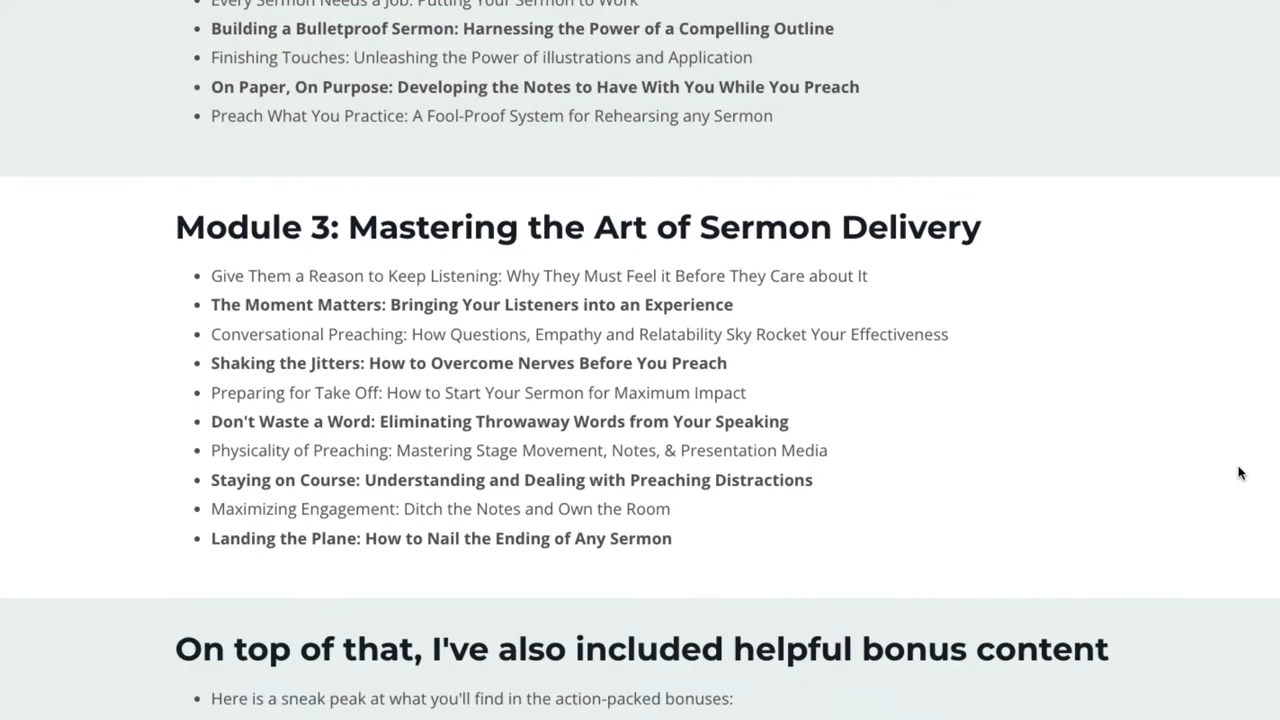 Every Sermon Needs a Job: Putting Your Sermon to Work
Building a Bulletproof Sermon: Harnessing the Power of a Compelling Outline
Finishing Touches: Unleashing the Power of illustrations and Application
On Paper, On Purpose: Developing the Notes to Have With You While You Preach
Preach What You Practice: A Fool-Proof System for Rehearsing any Sermon
Module 3: Mastering the Art of Sermon Delivery
Give Them a Reason to Keep Listening: Why They Must Feel it Before They Care about It
The Moment Matters: Bringing Your Listeners into an Experience
Conversational Preaching: How Questions, Empathy and Relatability Sky Rocket Your Effectiveness
Shaking the Jitters: How to Overcome Nerves Before You Preach
Preparing for Take Off: How to Start Your Sermon for Maximum Impact
Don't Waste a Word: Eliminating Throwaway Words from Your Speaking
Physicality of Preaching: Mastering Stage Movement, Notes, & Presentation Media
Staying on Course: Understanding and Dealing with Preaching Distractions
Maximizing Engagement: Ditch the Notes and Own the Room
Landing the Plane: How to Nail the Ending of Any Sermon
On top of that, I've also included helpful bonus content
Here is a sneak peak at what you'll find in the action-packed bonuses: